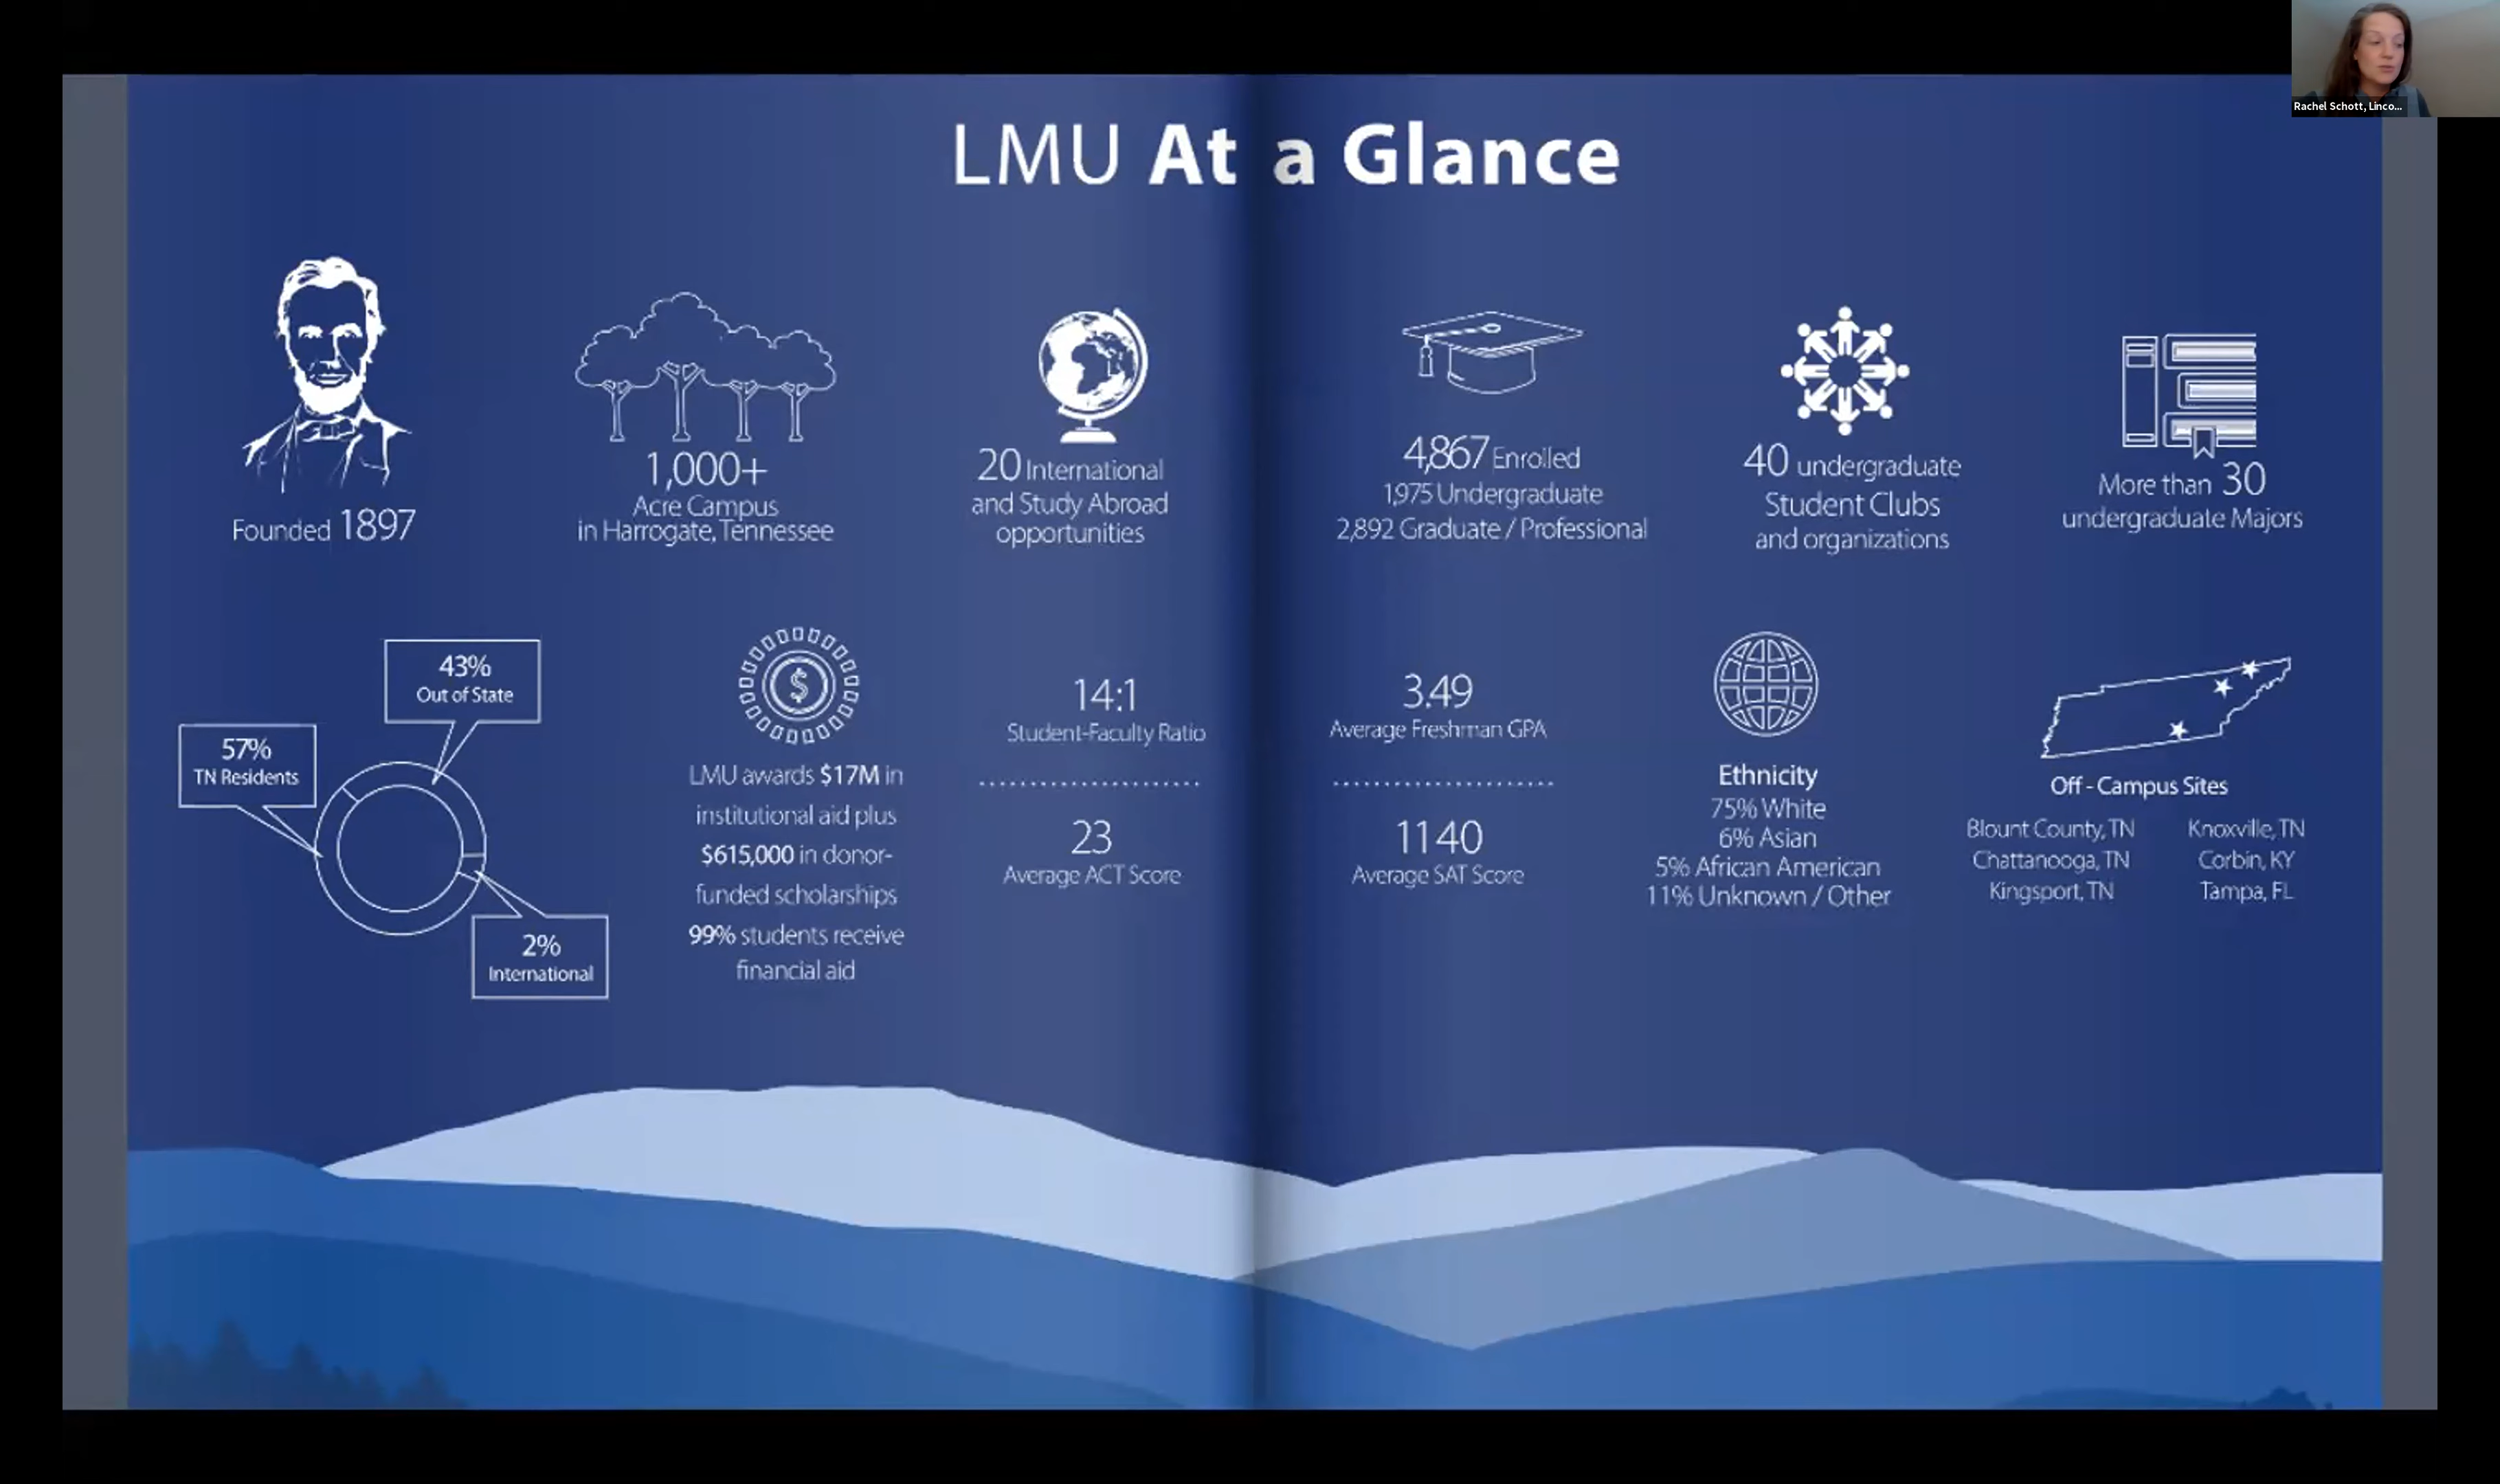 Rachel Schott, Linco...
LMU At a Glance
Founded 1897
1,000+
Acre Campus
in Harrogate, Tennessee
20 International
and Study Abroad
opportunities
4,867 Enrolled
1,975 Undergraduate
2,892 Graduate / Professional
40 undergraduate
Student Clubs
and organizations
More than 30
undergraduate Majors
43%
Out of State
57%
TN Residents
2%
International
$
LMU awards $17M in
institutional aid plus
$615,000 in donor-
funded scholarships
99% students receive
financial aid
14:1
Student-Faculty Ratio
23
Average ACT Score
3.49
Average Freshman GPA
1140
Average SAT Score
Ethnicity
75% White
6% Asian
5% African American
11% Unknown / Other
Off - Campus Sites
Blount County, TN
Chattanooga, TN
Kingsport, TN
Knoxville, TN
Corbin, KY
Tampa, FL